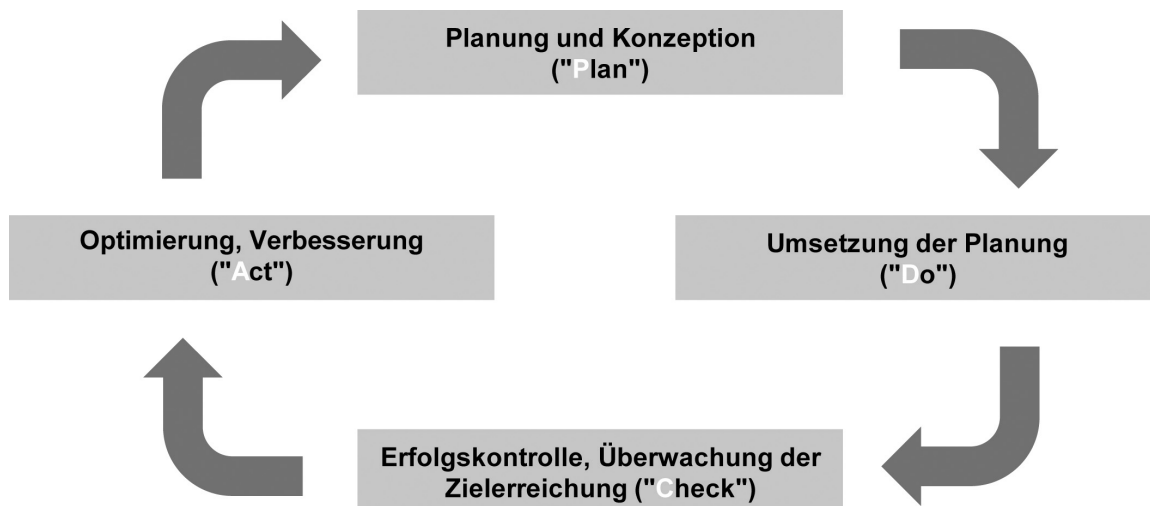 Planung und Konzeption
("Plan")
Umsetzung der Planung
("Do")
Erfolgskontrolle, Überwachung der
Zielerreichung ("Check")
Optimierung, Verbesserung
("Act")